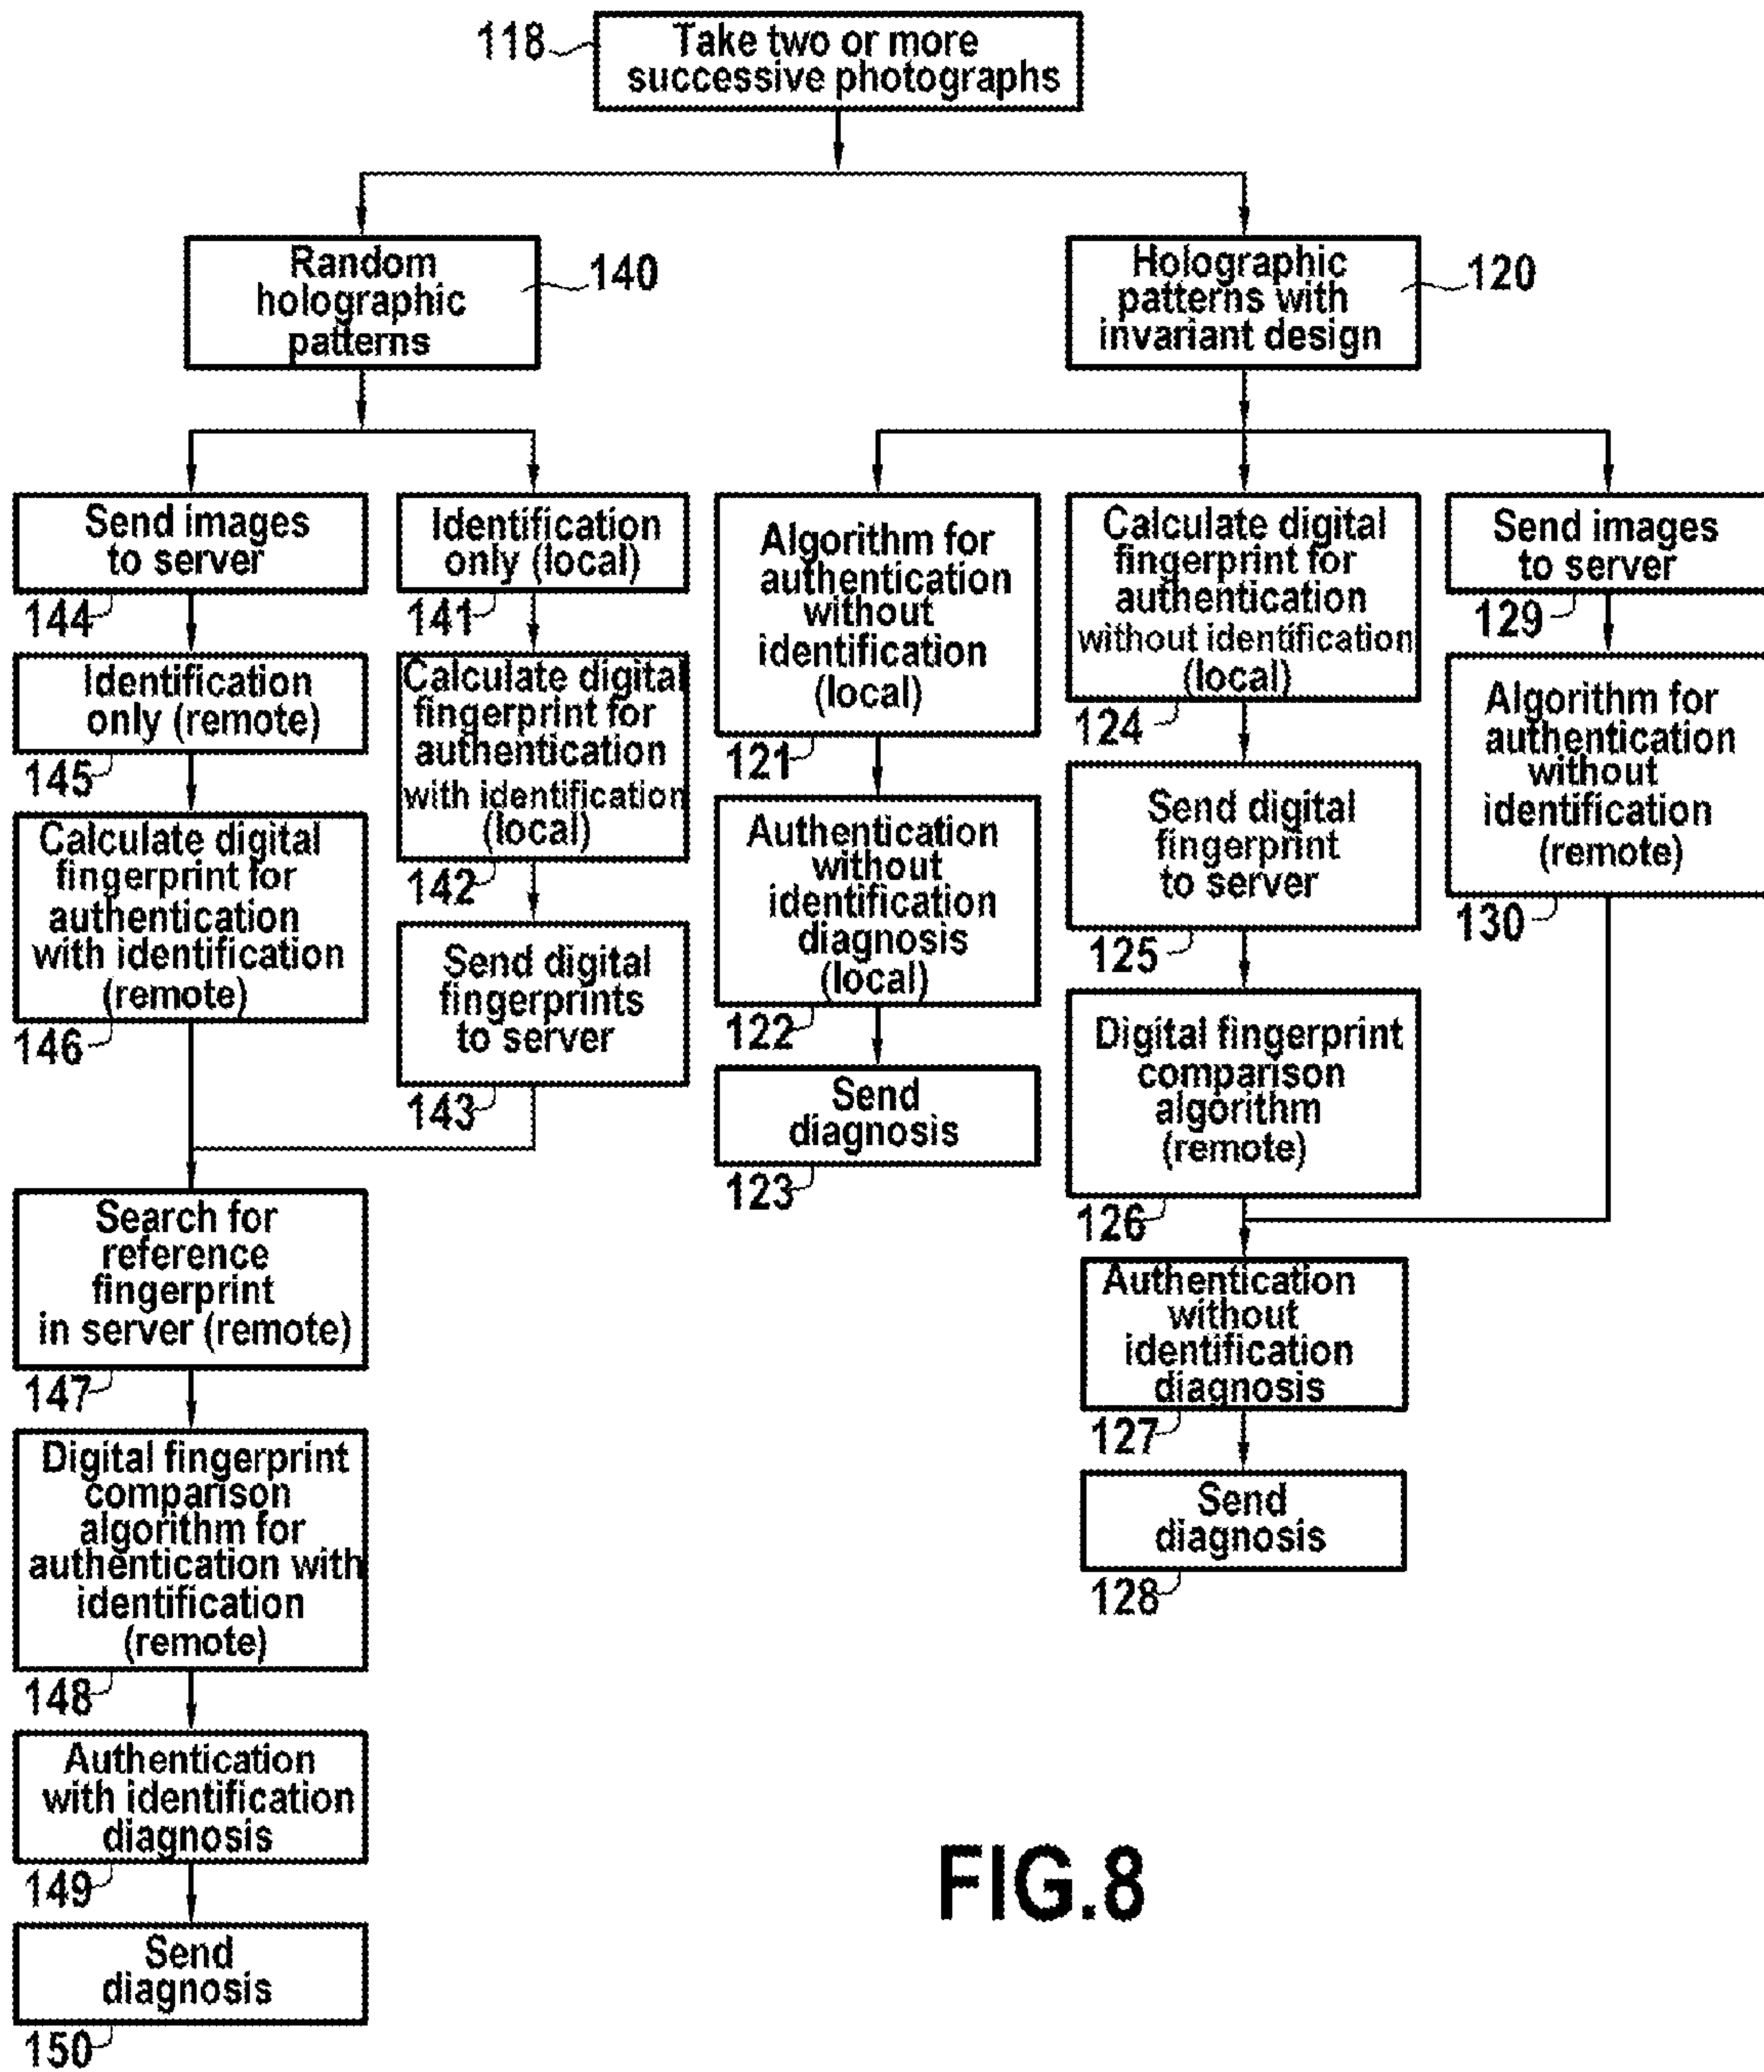 118
Take two or more
successive photographs
Random
holographic
patterns
140
Holographic
patterns with
invariant design
120
Send images
to server
144
Identification
only (remote)
145
Calculate digital
fingerprint for
authentication
with identification
(remote)
146
Identification
only (local)
141
Calculate digital
fingerprint for
authentication
with identification
(local)
142
Send digital
fingerprints
to server
143
Search for
reference
fingerprint
in server (remote)
147
Digital fingerprint
comparison
algorithm for
authentication with
identification
(remote)
148
Authentication
with identification
diagnosis
149
Send
diagnosis
150
Algorithm for
authentication
without
identification
(local)
121
Authentication
without
identification
diagnosis
(local)
122
Send
diagnosis
123
Calculate digital
fingerprint for
authentication
without identification
(local)
124
Send digital
fingerprint
to server
125
Digital fingerprint
comparison
algorithm
(remote)
126
Send images
to server
129
Algorithm for
authentication
without
identification
(remote)
130
Authentication
without
identification
diagnosis
127
Send
diagnosis
128
FIG.8